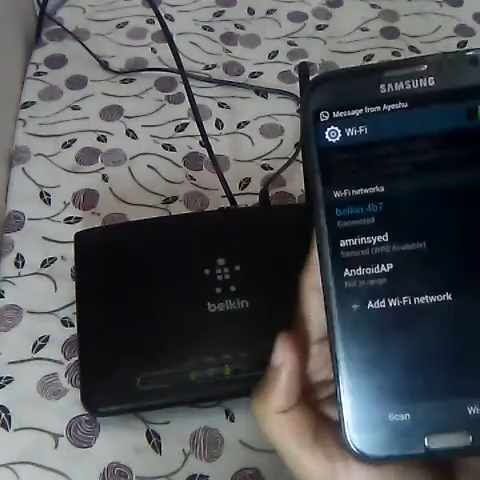 SAMSUNG
Message from Ayeshu
Wi-Fi
Wi-Fi networks
belkin.4b7
Connected
amrinsyed
Secured (WPS available)
AndroidAP
Not in range
+ Add Wi-Fi network
Scan
belkin